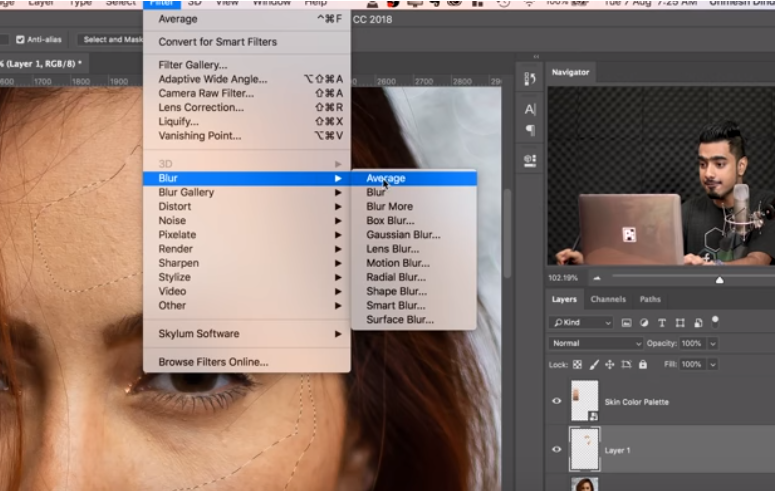 Layer Type Select Filter 3D View Window Help 100% Tue 7 Aug 7:25 AM Unmesh Dinda
CC 2018
Average ^⌘F
Anti-alias Select and Mask
Convert for Smart Filters
% (Layer 1, RGB/8) *
Filter Gallery...
Adaptive Wide Angle... ⌥⇧⌘A
Camera Raw Filter... ⇧⌘A
Lens Correction... ⇧⌘R
Liquify... ⇧⌘X
Vanishing Point... ⌥⌘V
1700 1800 1900 2600 2700 2800
3D
Blur
Blur Gallery
Distort
Noise
Pixelate
Render
Sharpen
Stylize
Video
Other
Skylum Software
Browse Filters Online...
Average
Blur
Blur More
Box Blur...
Gaussian Blur...
Lens Blur...
Motion Blur...
Radial Blur...
Shape Blur...
Smart Blur...
Surface Blur...
Navigator
102.19%
Layers Channels Paths
Kind
Normal Opacity: 100%
Lock: Fill: 100%
Skin Color Palette
Layer 1